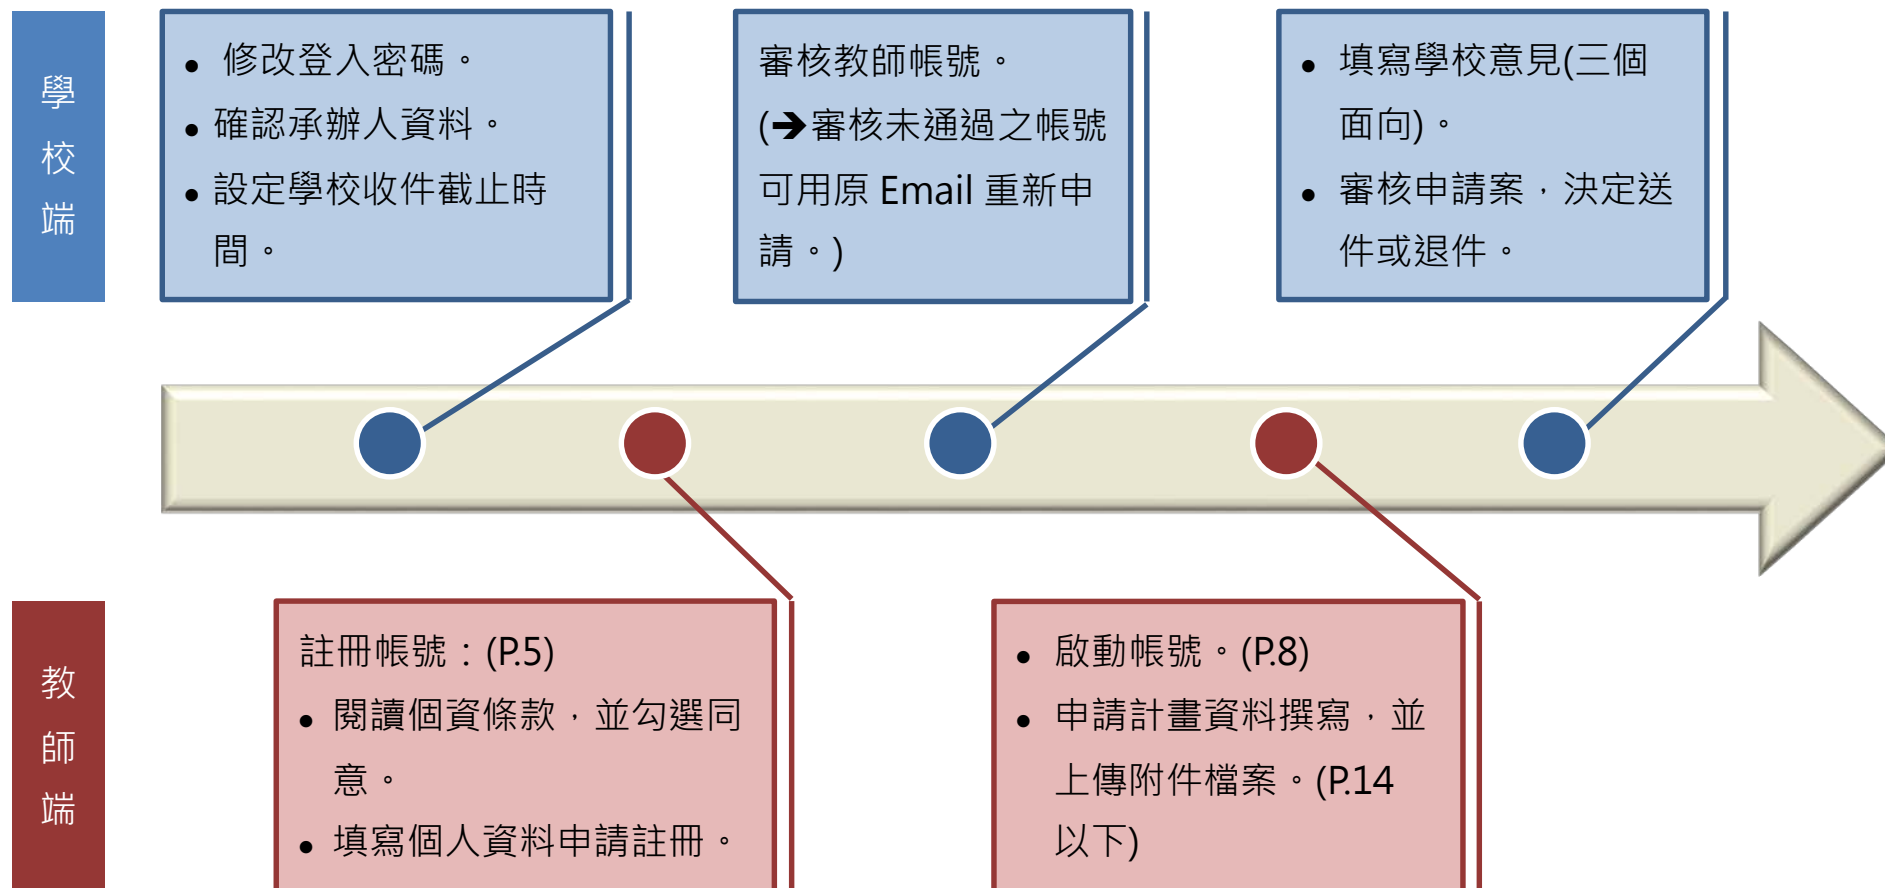 學校端
• 修改登入密碼。
• 確認承辦人資料。
• 設定學校收件截止時
間。
審核教師帳號。
(➔審核未通過之帳號
可用原 Email 重新申
請。)
• 填寫學校意見(三個
面向)。
• 審核申請案，決定送
件或退件。
教師端
註冊帳號：(P.5)
• 閱讀個資條款，並勾選同
意。
• 填寫個人資料申請註冊。
• 啟動帳號。(P.8)
• 申請計畫資料撰寫，並
上傳附件檔案。(P.14
以下)